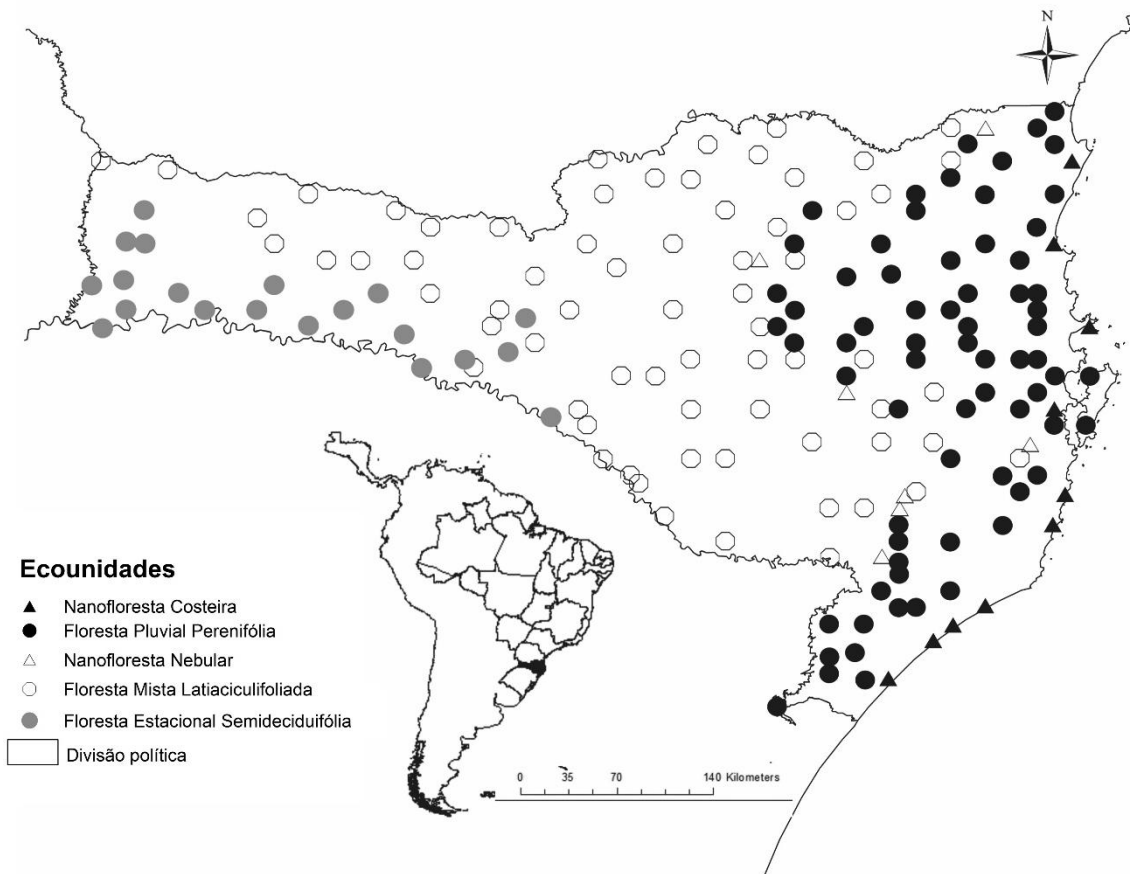 N
Ecounidades
Nanofloresta Costeira
Floresta Pluvial Perenifólia
Nanofloresta Nebular
Floresta Mista Latiaciculifoliada
Floresta Estacional Semideciduifólia
Divisão política
0 35 70 140 Kilometers